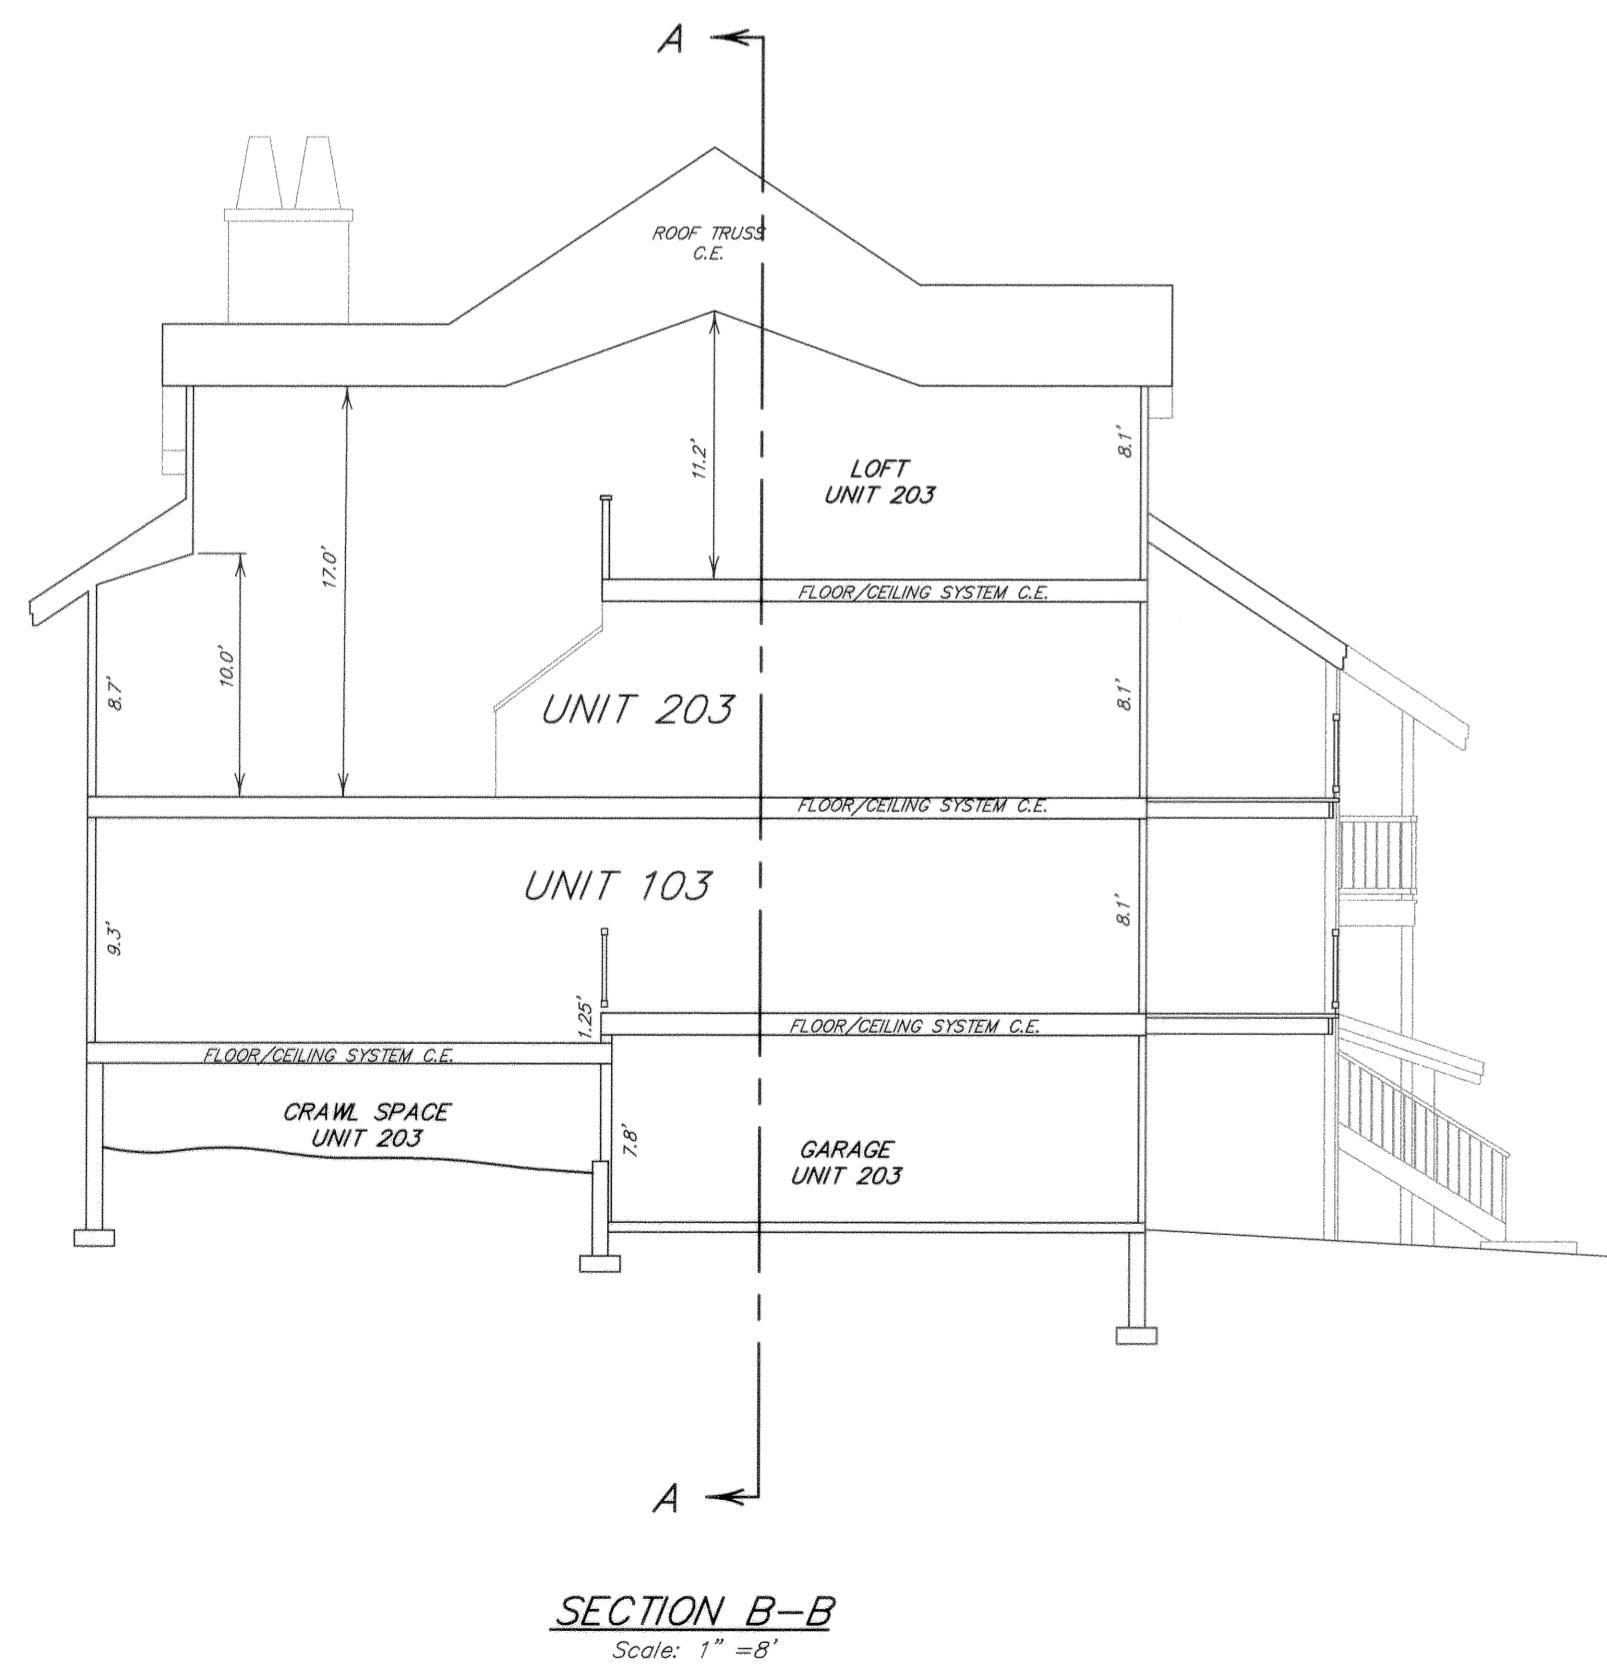 A
ROOF TRUSS
C.E.
11.2'
8.1'
LOFT
UNIT 203
17.0'
FLOOR/CEILING SYSTEM C.E.
10.0'
8.7'
UNIT 203
8.1'
FLOOR/CEILING SYSTEM C.E.
UNIT 103
9.3'
8.1'
1.25'
FLOOR/CEILING SYSTEM C.E.
FLOOR/CEILING SYSTEM C.E.
CRAWL SPACE
UNIT 203
7.8'
GARAGE
UNIT 203
A
SECTION B-B
Scale: 1" =8'